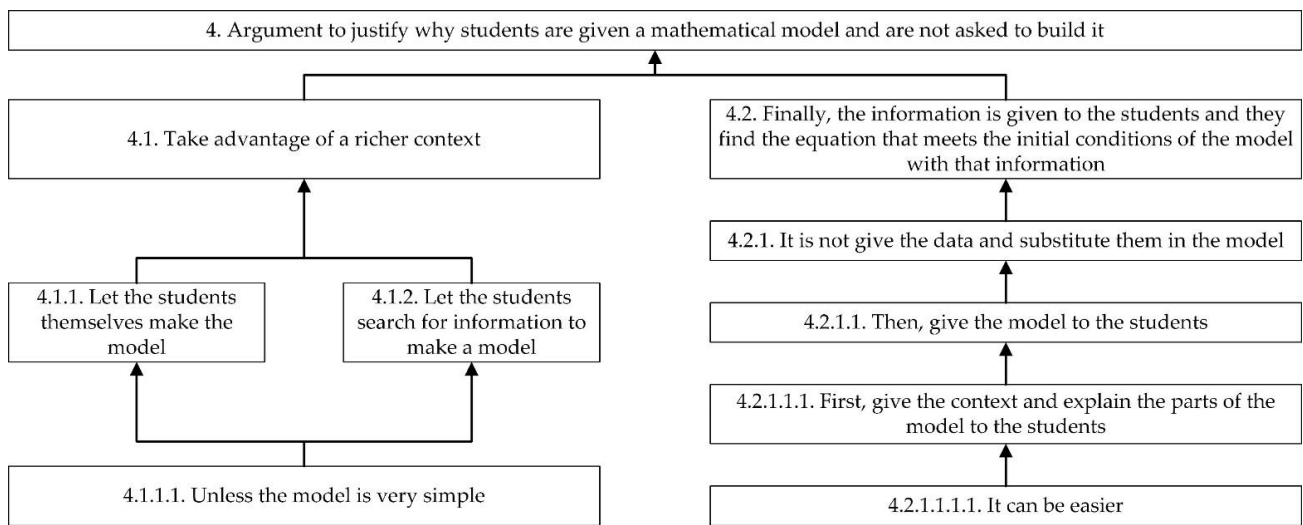 4. Argument to justify why students are given a mathematical model and are not asked to build it
4.1. Take advantage of a richer context
4.2. Finally, the information is given to the students and they
find the equation that meets the initial conditions of the model
with that information
4.2.1. It is not give the data and substitute them in the model
4.1.1. Let the students
themselves make the
model
4.1.2. Let the students
search for information to
make a model
4.2.1.1. Then, give the model to the students
4.2.1.1.1. First, give the context and explain the parts of the
model to the students
4.1.1.1. Unless the model is very simple
4.2.1.1.1.1. It can be easier